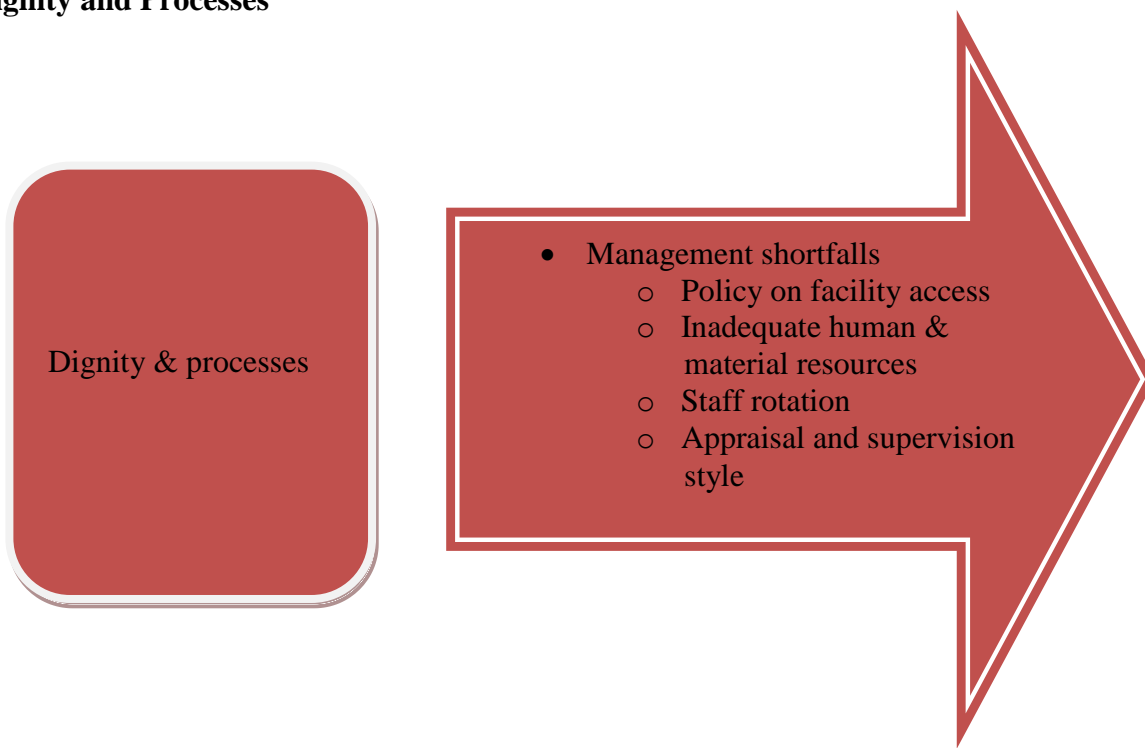 ignity and Processes
Dignity & processes
• Management shortfalls
o Policy on facility access
o Inadequate human &
material resources
o Staff rotation
o Appraisal and supervision
style